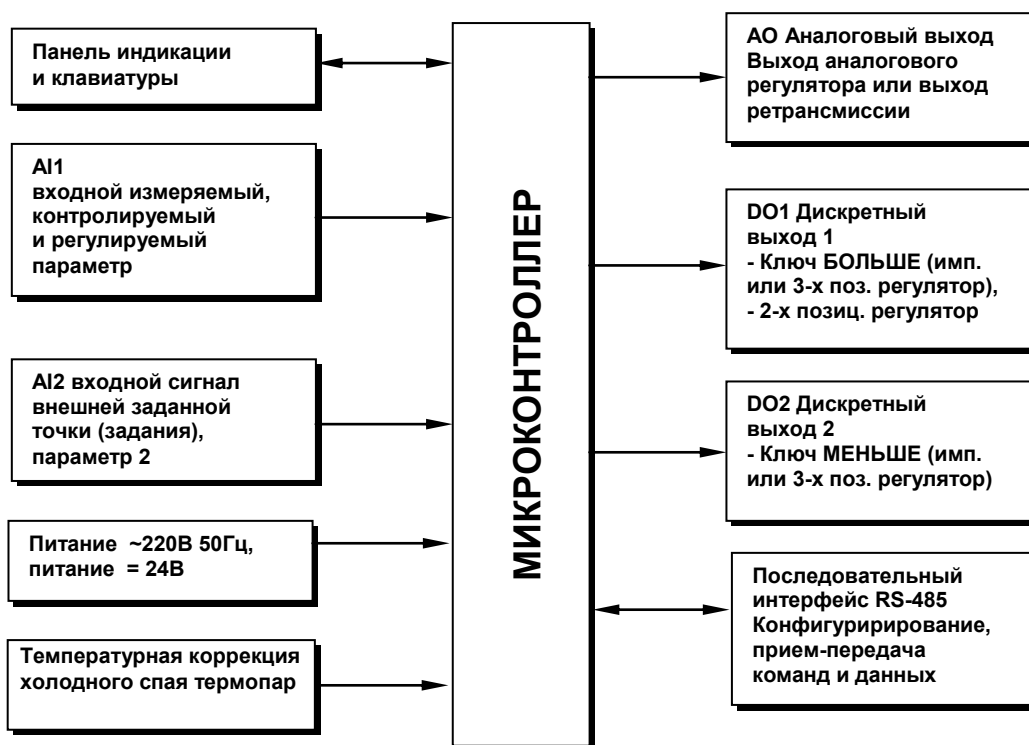 Панель индикации
и клавиатуры
AI1
входной измеряемый,
контролируемый
и регулируемый
параметр
AI2 входной сигнал
внешней заданной
точки (задания),
параметр 2
Питание ~220В 50Гц,
питание = 24В
Температурная коррекция
холодного спая термопар
МИКРОКОНТРОЛЛЕР
АО Аналоговый выход
Выход аналогового
регулятора или выход
ретрансмиссии
DO1 Дискретный
выход 1
- Ключ БОЛЬШЕ (имп.
или 3-х поз. регулятор),
- 2-х позиц. регулятор
DO2 Дискретный
выход 2
- Ключ МЕНЬШЕ (имп.
или 3-х поз. регулятор)
Последовательный
интерфейс RS-485
Конфигуририрование,
прием-передача
команд и данных